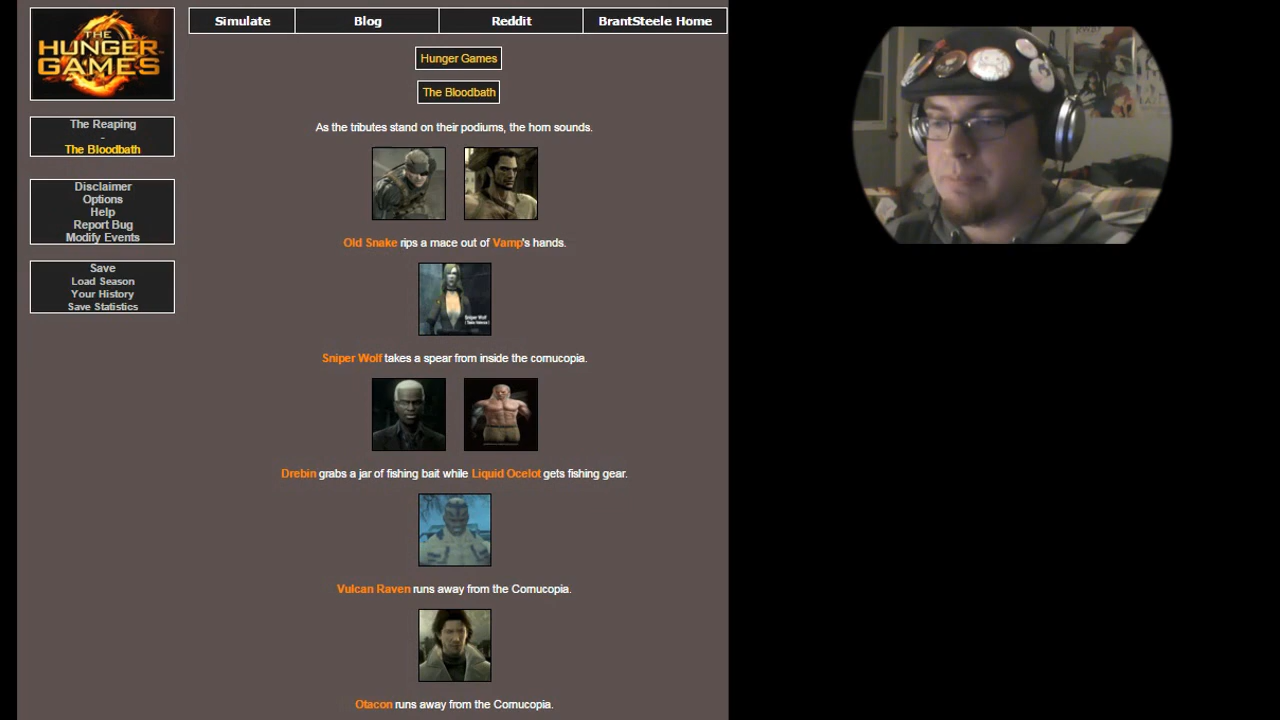 THE
HUNGER
GAMES
Simulate
Blog
Reddit
BrantSteele Home
The Reaping
-
The Bloodbath
Disclaimer
Options
Help
Report Bug
Modify Events
Save
Load Season
Your History
Save Statistics
Hunger Games
The Bloodbath
As the tributes stand on their podiums, the horn sounds.
Old Snake rips a mace out of Vamp's hands.
Sniper Wolf
Sniper Wolf takes a spear from inside the cornucopia.
Drebin grabs a jar of fishing bait while Liquid Ocelot gets fishing gear.
Vulcan Raven runs away from the Cornucopia.
Otacon runs away from the Cornucopia.